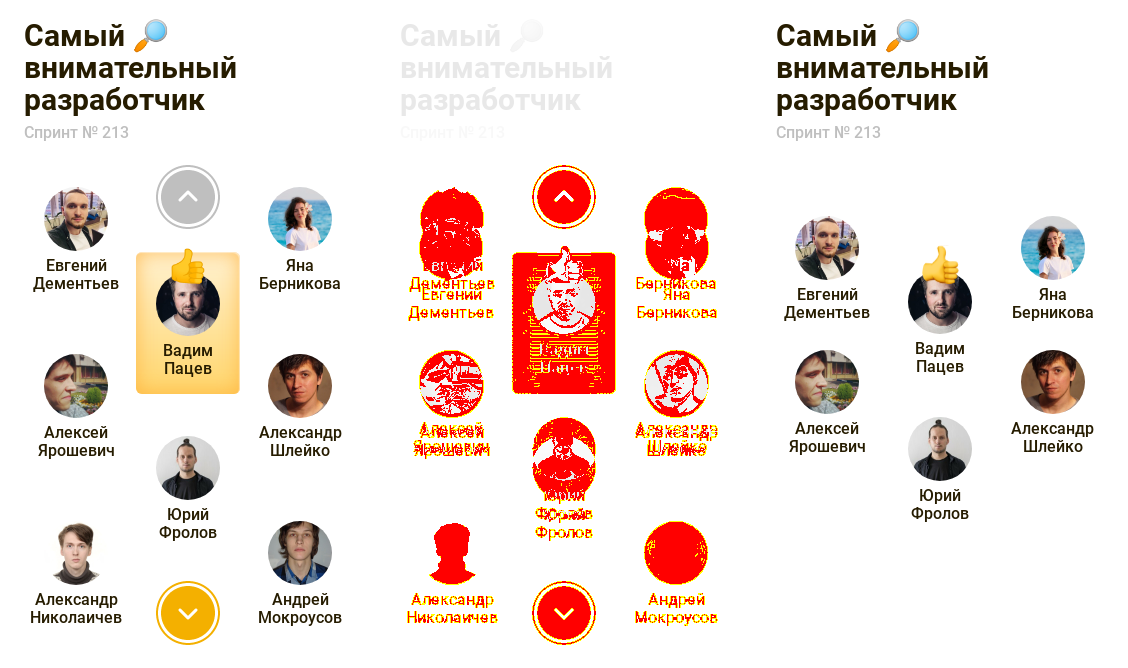 Самый 🔎
внимательный
разработчик
Спринт № 213
Евгений
Дементьев
Яна
Берникова
Вадим
Пацев
Алексей
Ярошевич
Александр
Шлейко
Юрий
Фролов
Александр
Николаичев
Андрей
Мокроусов
Самый 🔎
внимательный
разработчик
Спринт № 213
Евгений
Дементьев
Евгений
Дементьев
Берникова
Яна
Берникова
Алексей
Ярошевич
Александр
Шлейко
Юрий
Фролов
Фролов
Александр
Николаичев
Андрей
Мокроусов
Самый 🔎
внимательный
разработчик
Спринт № 213
Евгений
Дементьев
Яна
Берникова
Вадим
Пацев
Алексей
Ярошевич
Александр
Шлейко
Юрий
Фролов